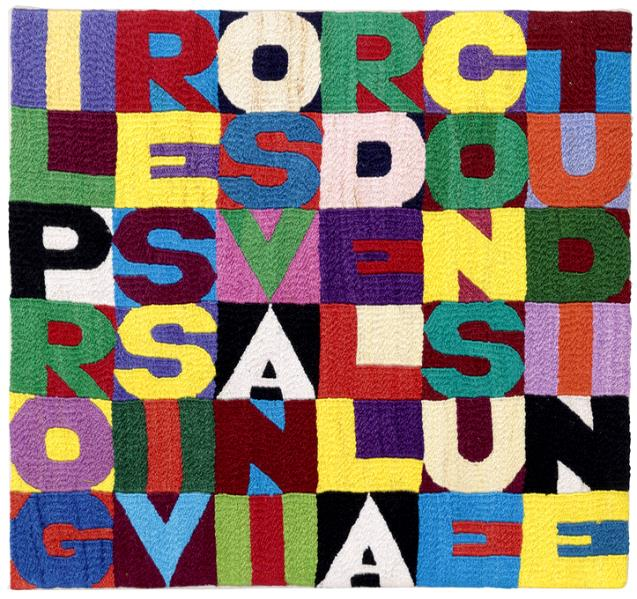 IRORCT
LESDOU
PSVEND
RSALSI
OINLUN
GVIAEE